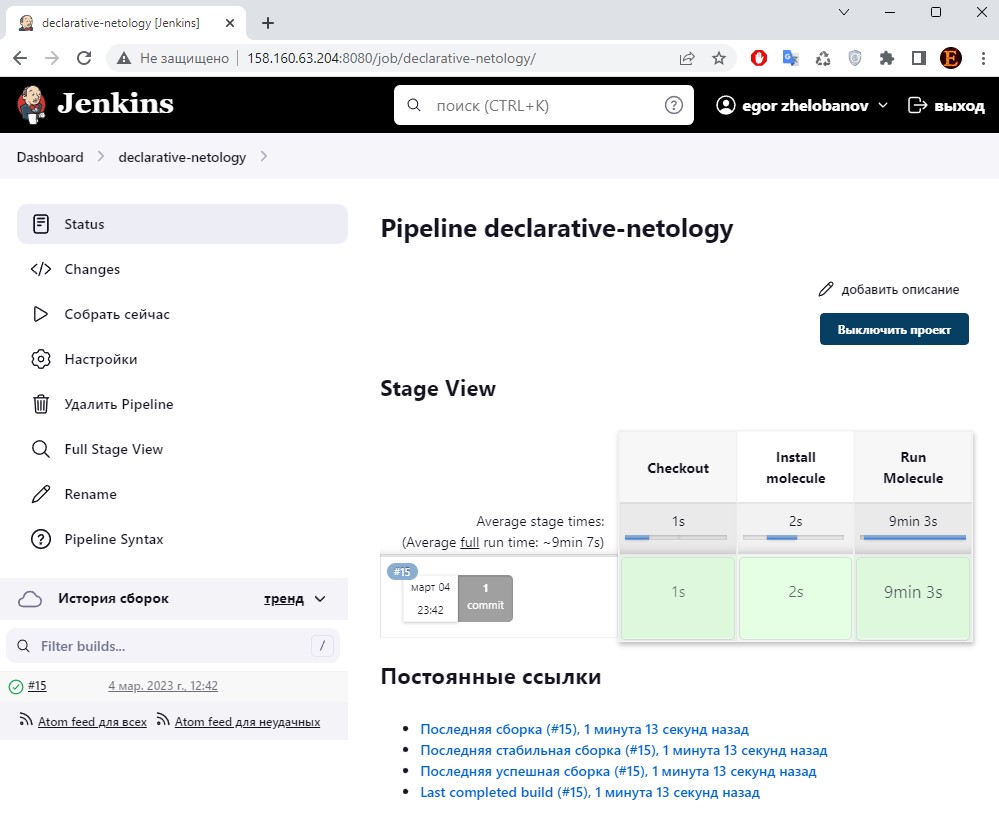 declarative-netology [Jenkins]
Не защищено 158.160.63.204:8080/job/declarative-netology/
E
Jenkins
поиск (CTRL+K)
?
egor zhelobanov
выход
Dashboard
declarative-netology
Status
Changes
Собрать сейчас
Настройки
Удалить Pipeline
Full Stage View
Rename
Pipeline Syntax
История сборок
тренд
Filter builds...
/
#15
4 мар. 2023 г., 12:42
Atom feed для всех
Atom feed для неудачных
Pipeline declarative-netology
добавить описание
Выключить проект
Stage View
Checkout
Install
molecule
Run
Molecule
Average stage times:
(Average full run time: ~9min 7s)
1s
2s
9min 3s
#15
март 04
23:42
1
commit
1s
2s
9min 3s
Постоянные ссылки
Последняя сборка (#15), 1 минута 13 секунд назад
Последняя стабильная сборка (#15), 1 минута 13 секунд назад
Последняя успешная сборка (#15), 1 минута 13 секунд назад
Last completed build (#15), 1 минута 13 секунд назад